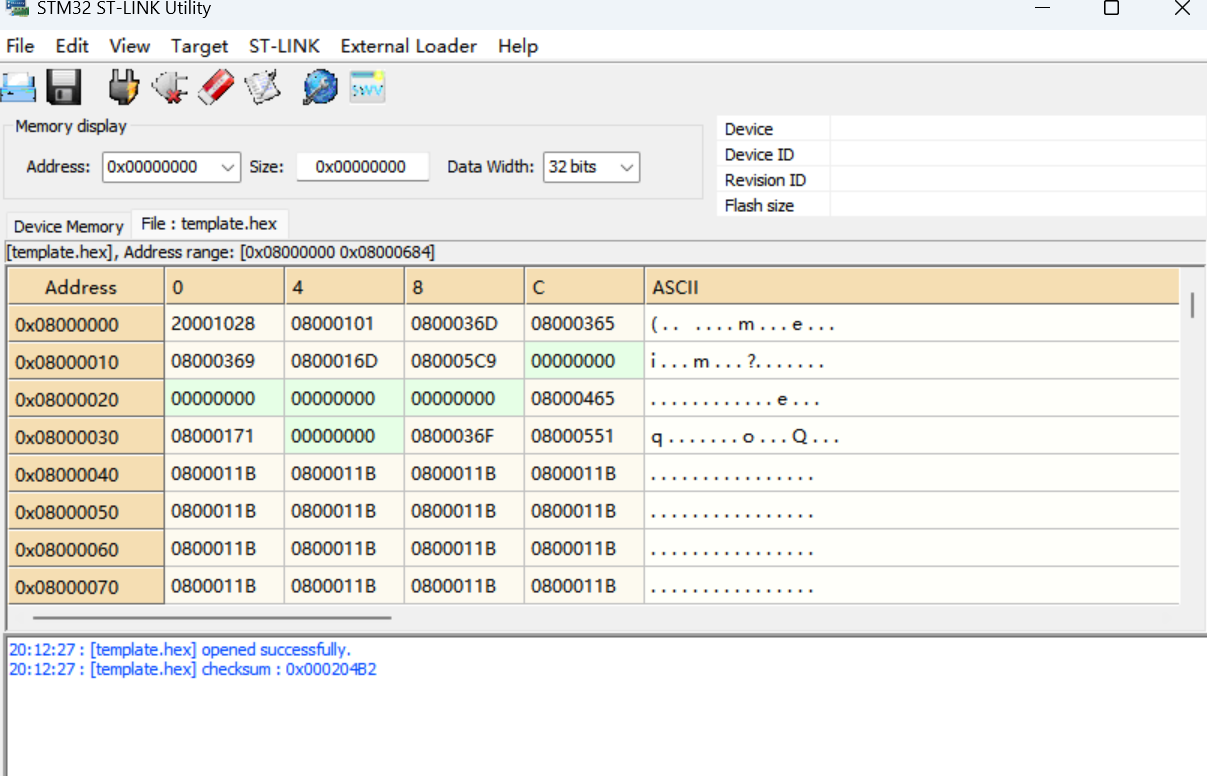 STM32 ST-LINK Utility
File Edit View Target ST-LINK External Loader Help
SWV
Memory display
Address: 0x00000000 Size: 0x00000000 Data Width: 32 bits
Device
Device ID
Revision ID
Flash size
Device Memory File : template.hex
[template.hex], Address range: [0x08000000 0x08000684]
Address 0 4 8 C ASCII
0x08000000 20001028 08000101 0800036D 08000365 (.. ....m...e...
0x08000010 08000369 0800016D 080005C9 00000000 i...m...?.......
0x08000020 00000000 00000000 00000000 08000465 ............e...
0x08000030 08000171 00000000 0800036F 08000551 q.......o...Q...
0x08000040 0800011B 0800011B 0800011B 0800011B ................
0x08000050 0800011B 0800011B 0800011B 0800011B ................
0x08000060 0800011B 0800011B 0800011B 0800011B ................
0x08000070 0800011B 0800011B 0800011B 0800011B ................
20:12:27 : [template.hex] opened successfully.
20:12:27 : [template.hex] checksum : 0x000204B2